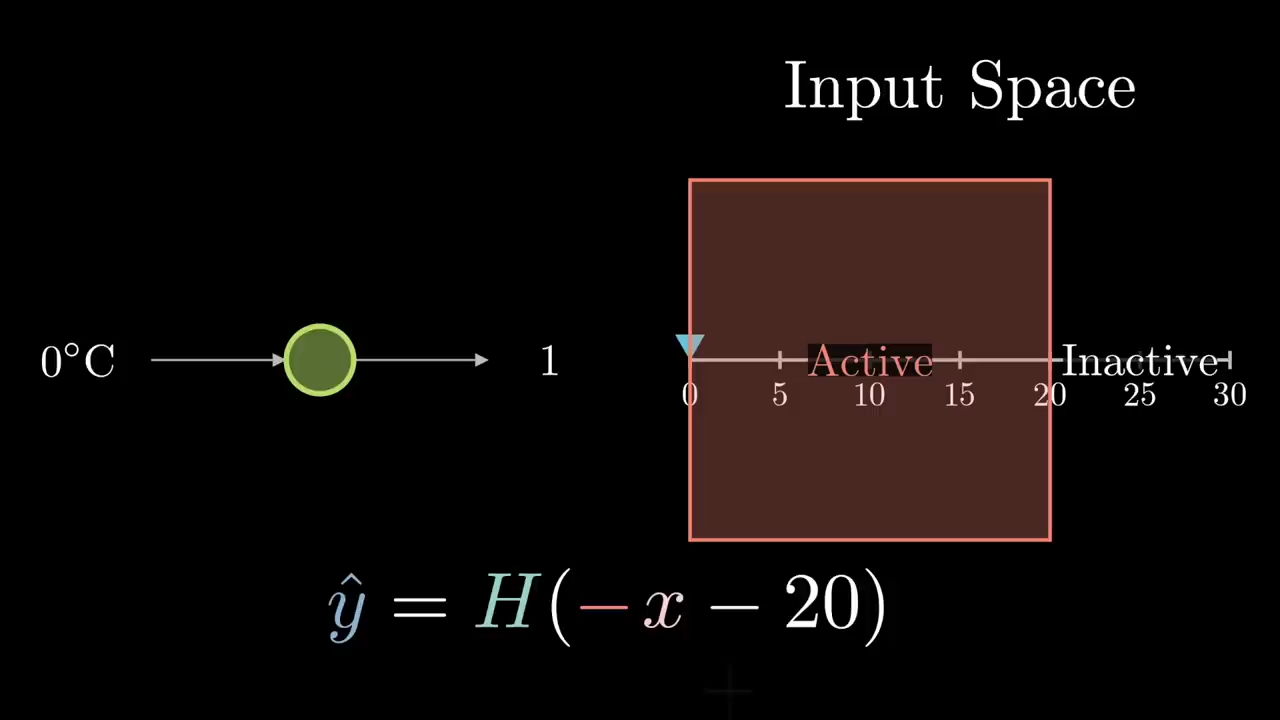 Input Space
0°C
1
Active
Inactive
0 5 10 15 20 25 30
ŷ = H(−x − 20)